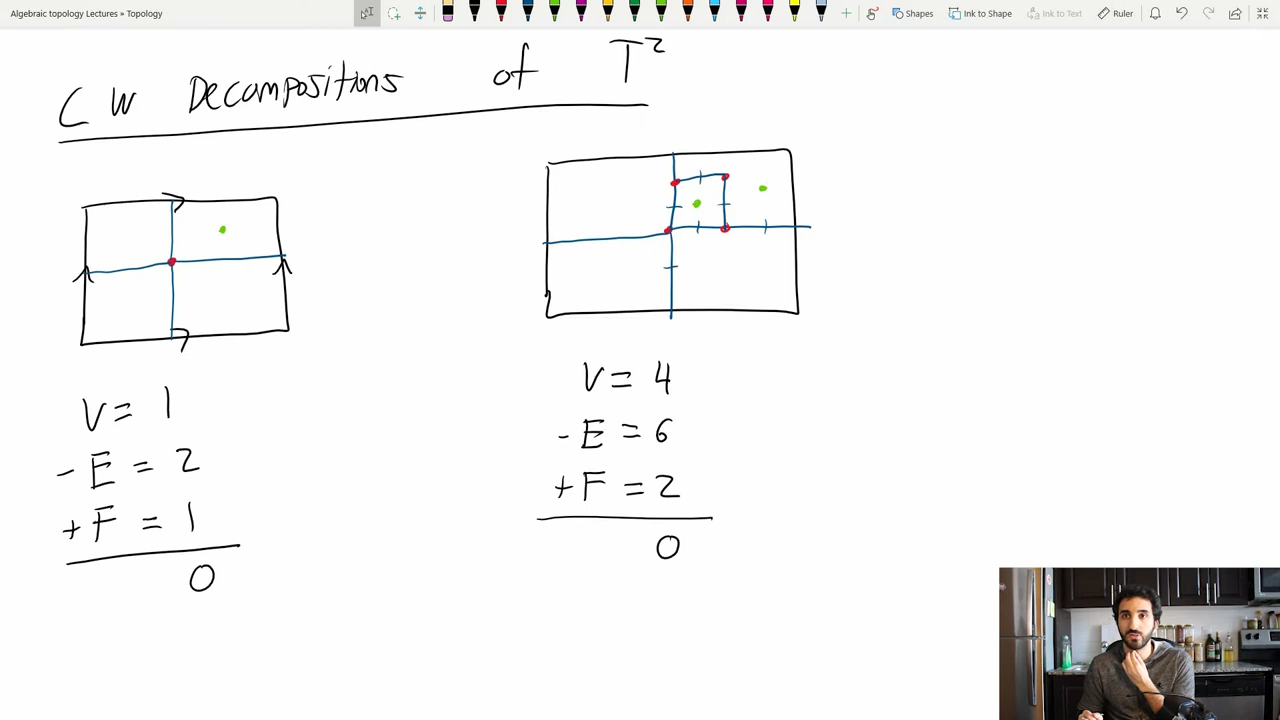 Algebraic topology Lectures » Topology
Shapes
Ink to Shape
Ink to Text
Ruler
CW Decompositions of T²
V = 1
- E = 2
+ F = 1
0
V = 4
- E = 6
+ F = 2
0